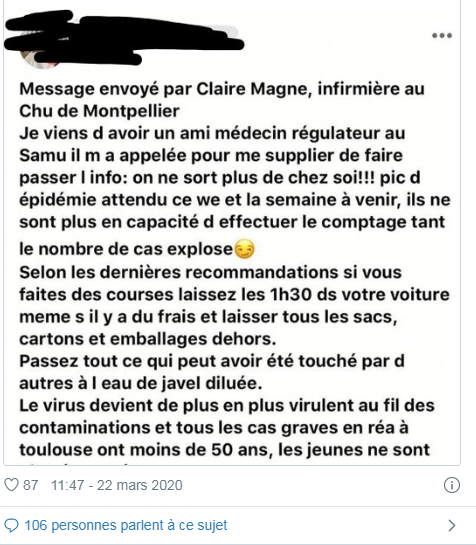 Message envoyé par Claire Magne, infirmière au
Chu de Montpellier
Je viens d avoir un ami médecin régulateur au
Samu il m a appelée pour me supplier de faire
passer l info: on ne sort plus de chez soi!!! pic d
épidémie attendu ce we et la semaine à venir, ils ne
sont plus en capacité d effectuer le comptage tant
le nombre de cas explose😏
Selon les dernières recommandations si vous
faites des courses laissez les 1h30 ds votre voiture
meme s il y a du frais et laisser tous les sacs,
cartons et emballages dehors.
Passez tout ce qui peut avoir été touché par d
autres à l eau de javel diluée.
Le virus devient de plus en plus virulent au fil des
contaminations et tous les cas graves en réa à
toulouse ont moins de 50 ans, les jeunes ne sont
87 11:47 - 22 mars 2020
106 personnes parlent à ce sujet